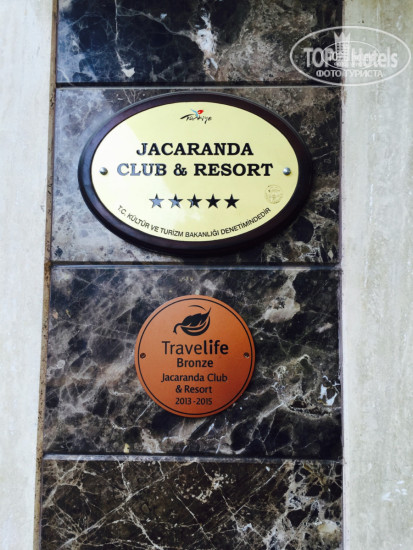 TOP Hotels
ФОТО ТУРИСТА
Türkiye
JACARANDA
CLUB & RESORT
★★★★★
T.C. KÜLTÜR VE TURİZM BAKANLIĞI DENETİMİNDEDİR
Travelife
Bronze
Jacaranda Club
& Resort
2013-2015